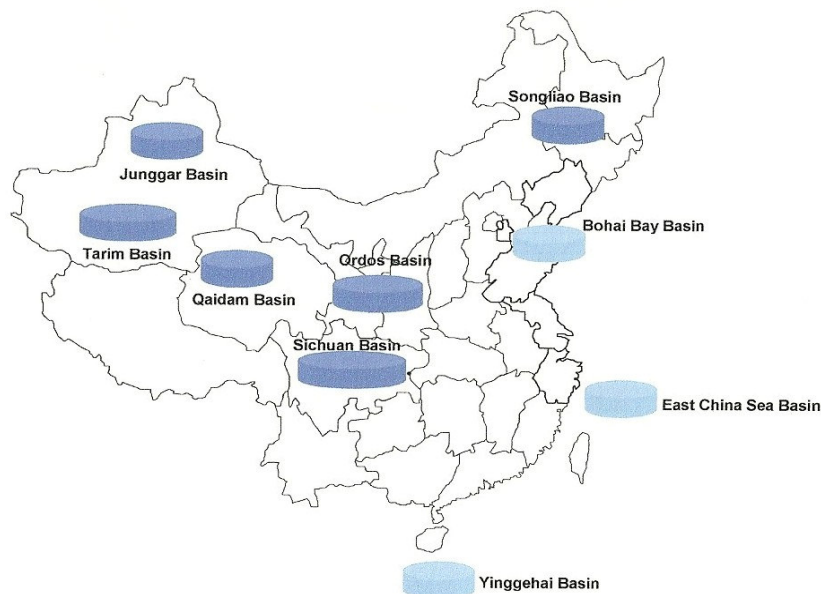 Songliao Basin
Junggar Basin
Bohai Bay Basin
Tarim Basin
Ordos Basin
Qaidam Basin
Sichuan Basin
East China Sea Basin
Yinggehai Basin